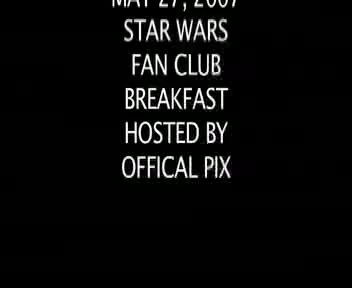 MAY 27, 2007
STAR WARS
FAN CLUB
BREAKFAST
HOSTED BY
OFFICAL PIX